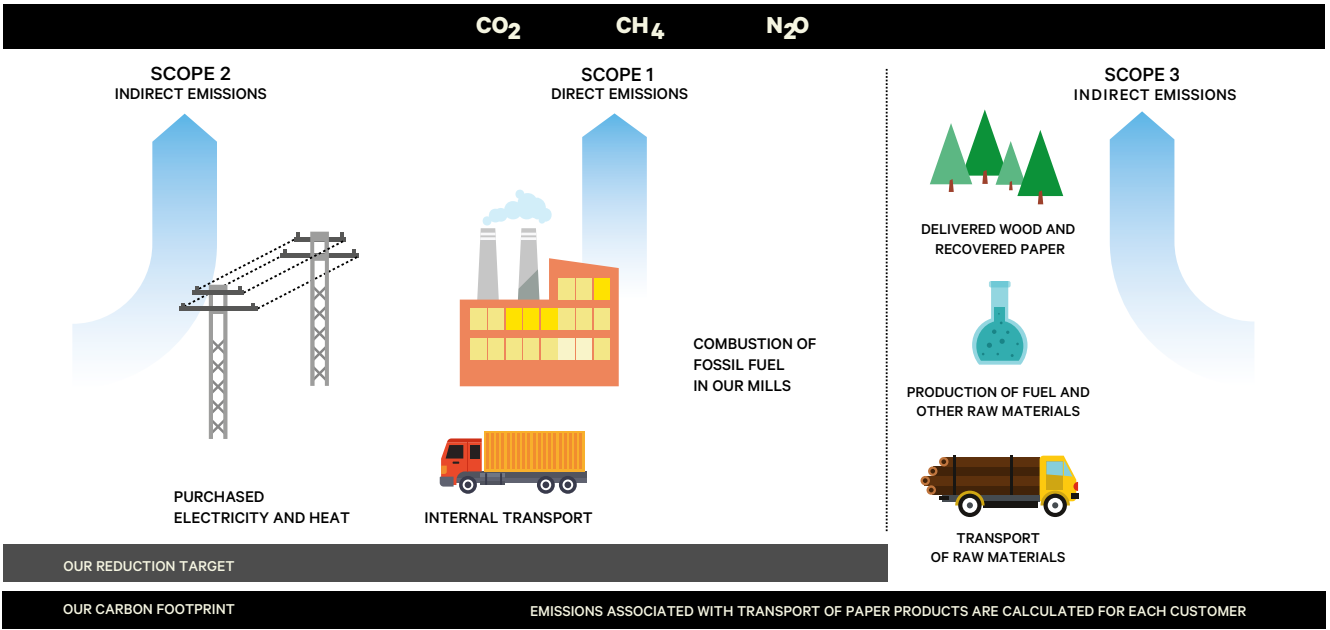 CO2 CH4 N2O
SCOPE 2
INDIRECT EMISSIONS
PURCHASED
ELECTRICITY AND HEAT
SCOPE 1
DIRECT EMISSIONS
COMBUSTION OF
FOSSIL FUEL
IN OUR MILLS
INTERNAL TRANSPORT
SCOPE 3
INDIRECT EMISSIONS
DELIVERED WOOD AND
RECOVERED PAPER
PRODUCTION OF FUEL AND
OTHER RAW MATERIALS
TRANSPORT
OF RAW MATERIALS
OUR REDUCTION TARGET
OUR CARBON FOOTPRINT
EMISSIONS ASSOCIATED WITH TRANSPORT OF PAPER PRODUCTS ARE CALCULATED FOR EACH CUSTOMER